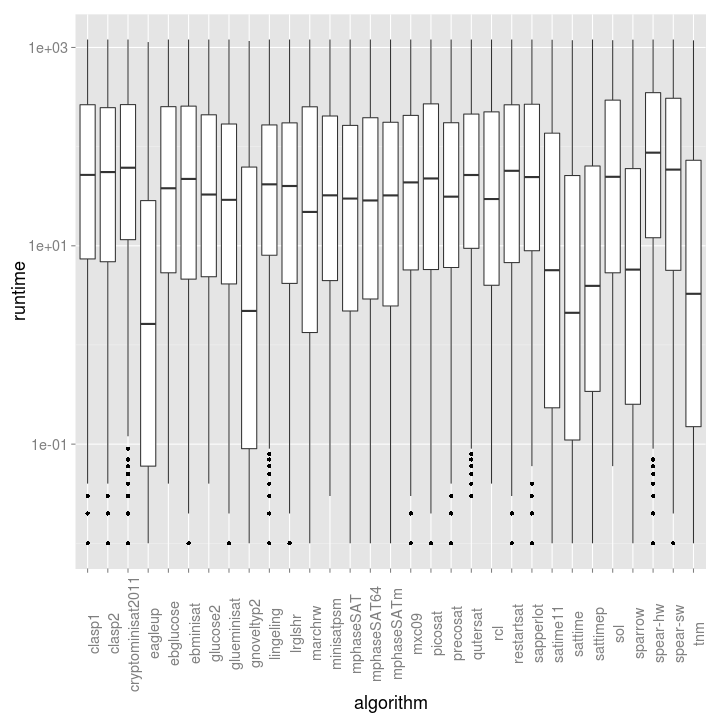 1e+03
1e+01
1e-01
runtime
clasp1
clasp2
cryptominisat2011
eagleup
ebglucose
ebminisat
glucose2
glueminisat
gnoveltyp2
lingeling
lrglshr
marchrw
minisatpsm
mphaseSAT
mphaseSAT64
mphaseSATm
mxc09
picosat
precosat
qutersat
rcl
restartsat
sapperlot
satime11
sattime
sattimep
sol
sparrow
spear-hw
spear-sw
tnm
algorithm